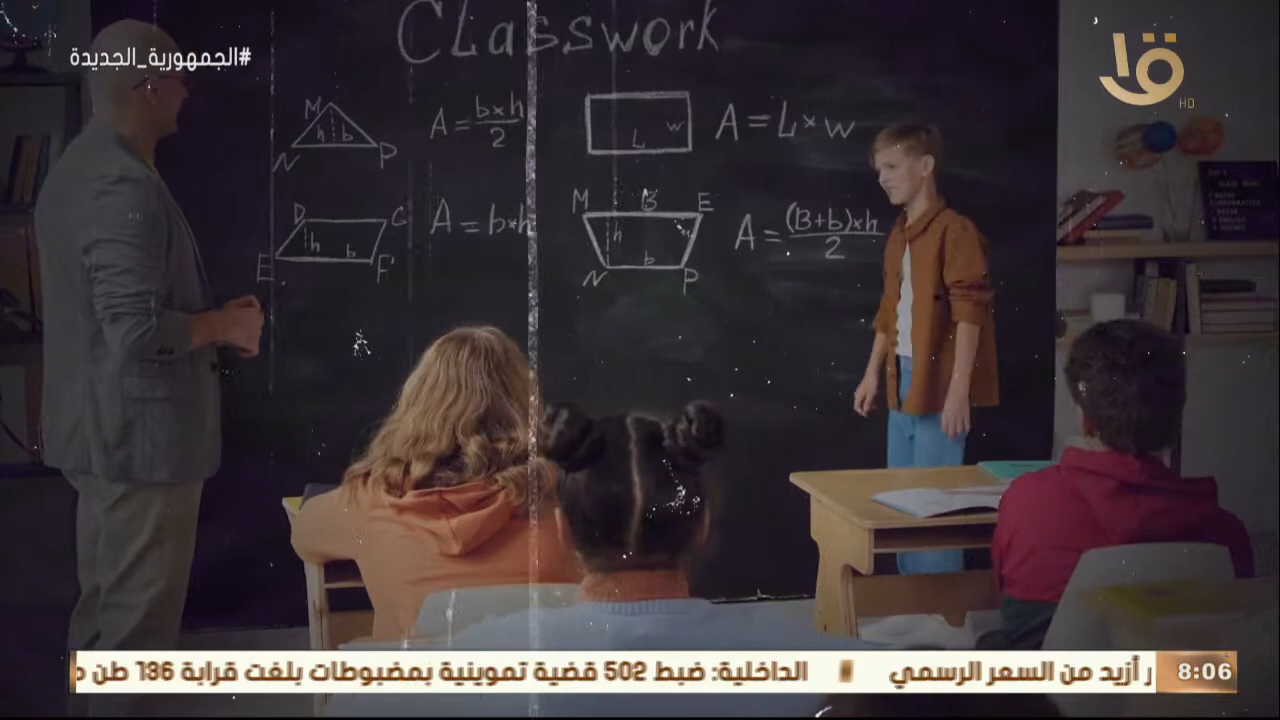 #الجمهورية_الجديدة
HD
Classwork
M
h b
N P
A = b×h / 2
L w
A = L×w
D C
h b
E F
A = b×h
M B E
h
b
N P
A = (B+b)×h / 2
ر أزيد من السعر الرسمي
الداخلية: ضبط 502 قضية تموينية بمضبوطات بلغت قرابة 136 طن
8:06